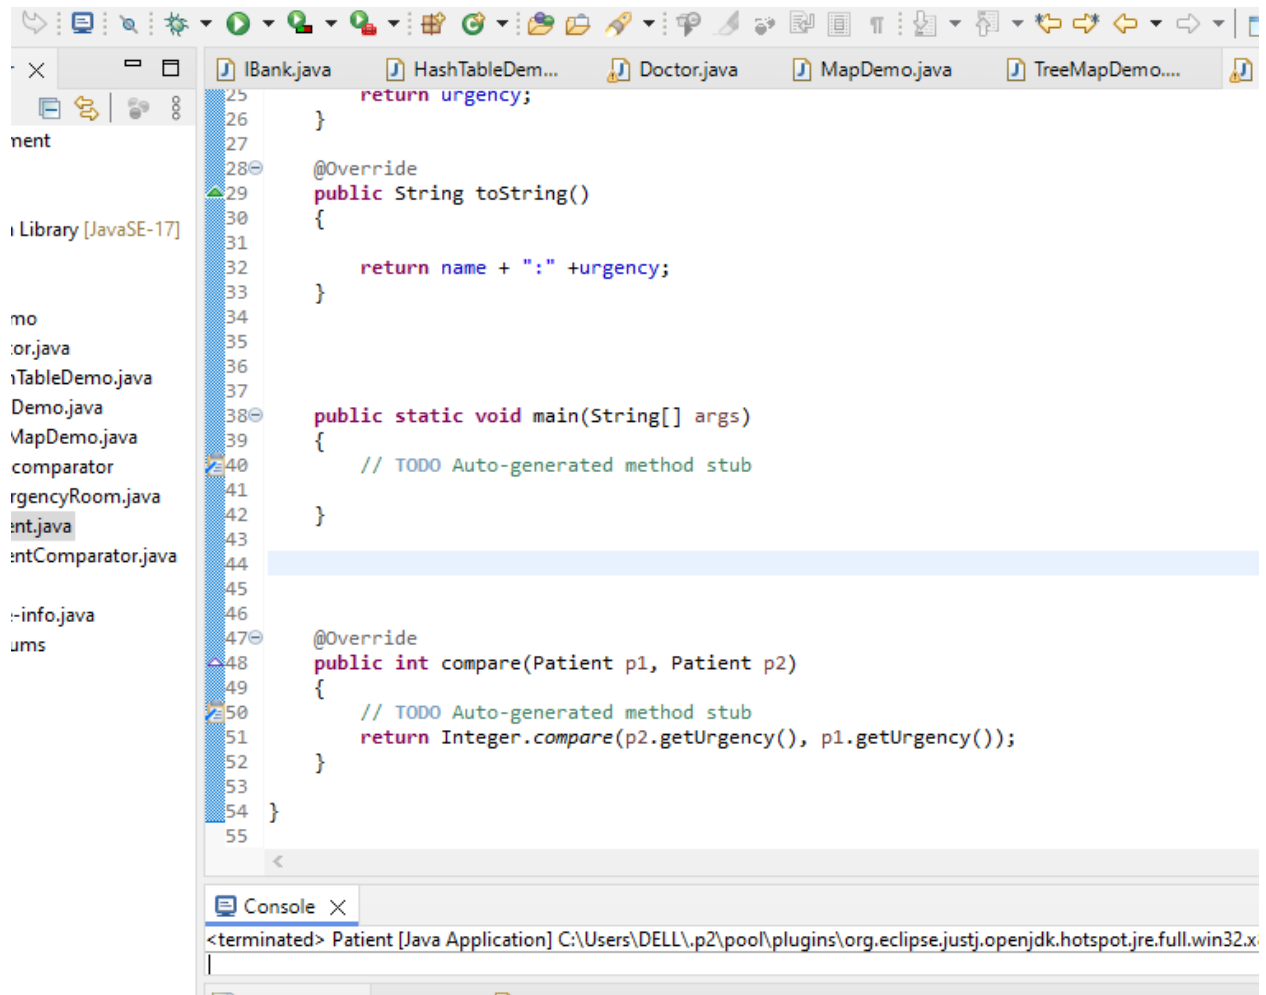 IBank.java HashTableDem... Doctor.java MapDemo.java TreeMapDemo....
ment
Library [JavaSE-17]
mo
tor.java
hTableDemo.java
Demo.java
MapDemo.java
comparator
rgencyRoom.java
ent.java
entComparator.java
e-info.java
ums
25 return urgency;
26 }
27
28 @Override
29 public String toString()
30 {
31
32 return name + ":" +urgency;
33 }
34
35
36
37
38 public static void main(String[] args)
39 {
40 // TODO Auto-generated method stub
41
42 }
43
44
45
46
47 @Override
48 public int compare(Patient p1, Patient p2)
49 {
50 // TODO Auto-generated method stub
51 return Integer.compare(p2.getUrgency(), p1.getUrgency());
52 }
53
54 }
55
Console
<terminated> Patient [Java Application] C:\Users\DELL\.p2\pool\plugins\org.eclipse.justj.openjdk.hotspot.jre.full.win32.x